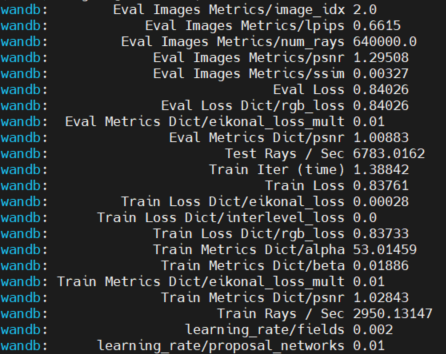 wandb: Eval Images Metrics/image_idx 2.0
wandb: Eval Images Metrics/lpips 0.6615
wandb: Eval Images Metrics/num_rays 640000.0
wandb: Eval Images Metrics/psnr 1.29508
wandb: Eval Images Metrics/ssim 0.00327
wandb: Eval Loss 0.84026
wandb: Eval Loss Dict/rgb_loss 0.84026
wandb: Eval Metrics Dict/eikonal_loss_mult 0.01
wandb: Eval Metrics Dict/psnr 1.00883
wandb: Test Rays / Sec 6783.0162
wandb: Train Iter (time) 1.38842
wandb: Train Loss 0.83761
wandb: Train Loss Dict/eikonal_loss 0.00028
wandb: Train Loss Dict/interlevel_loss 0.0
wandb: Train Loss Dict/rgb_loss 0.83733
wandb: Train Metrics Dict/alpha 53.01459
wandb: Train Metrics Dict/beta 0.01886
wandb: Train Metrics Dict/eikonal_loss_mult 0.01
wandb: Train Metrics Dict/psnr 1.02843
wandb: Train Rays / Sec 2950.13147
wandb: learning_rate/fields 0.002
wandb: learning_rate/proposal_networks 0.01